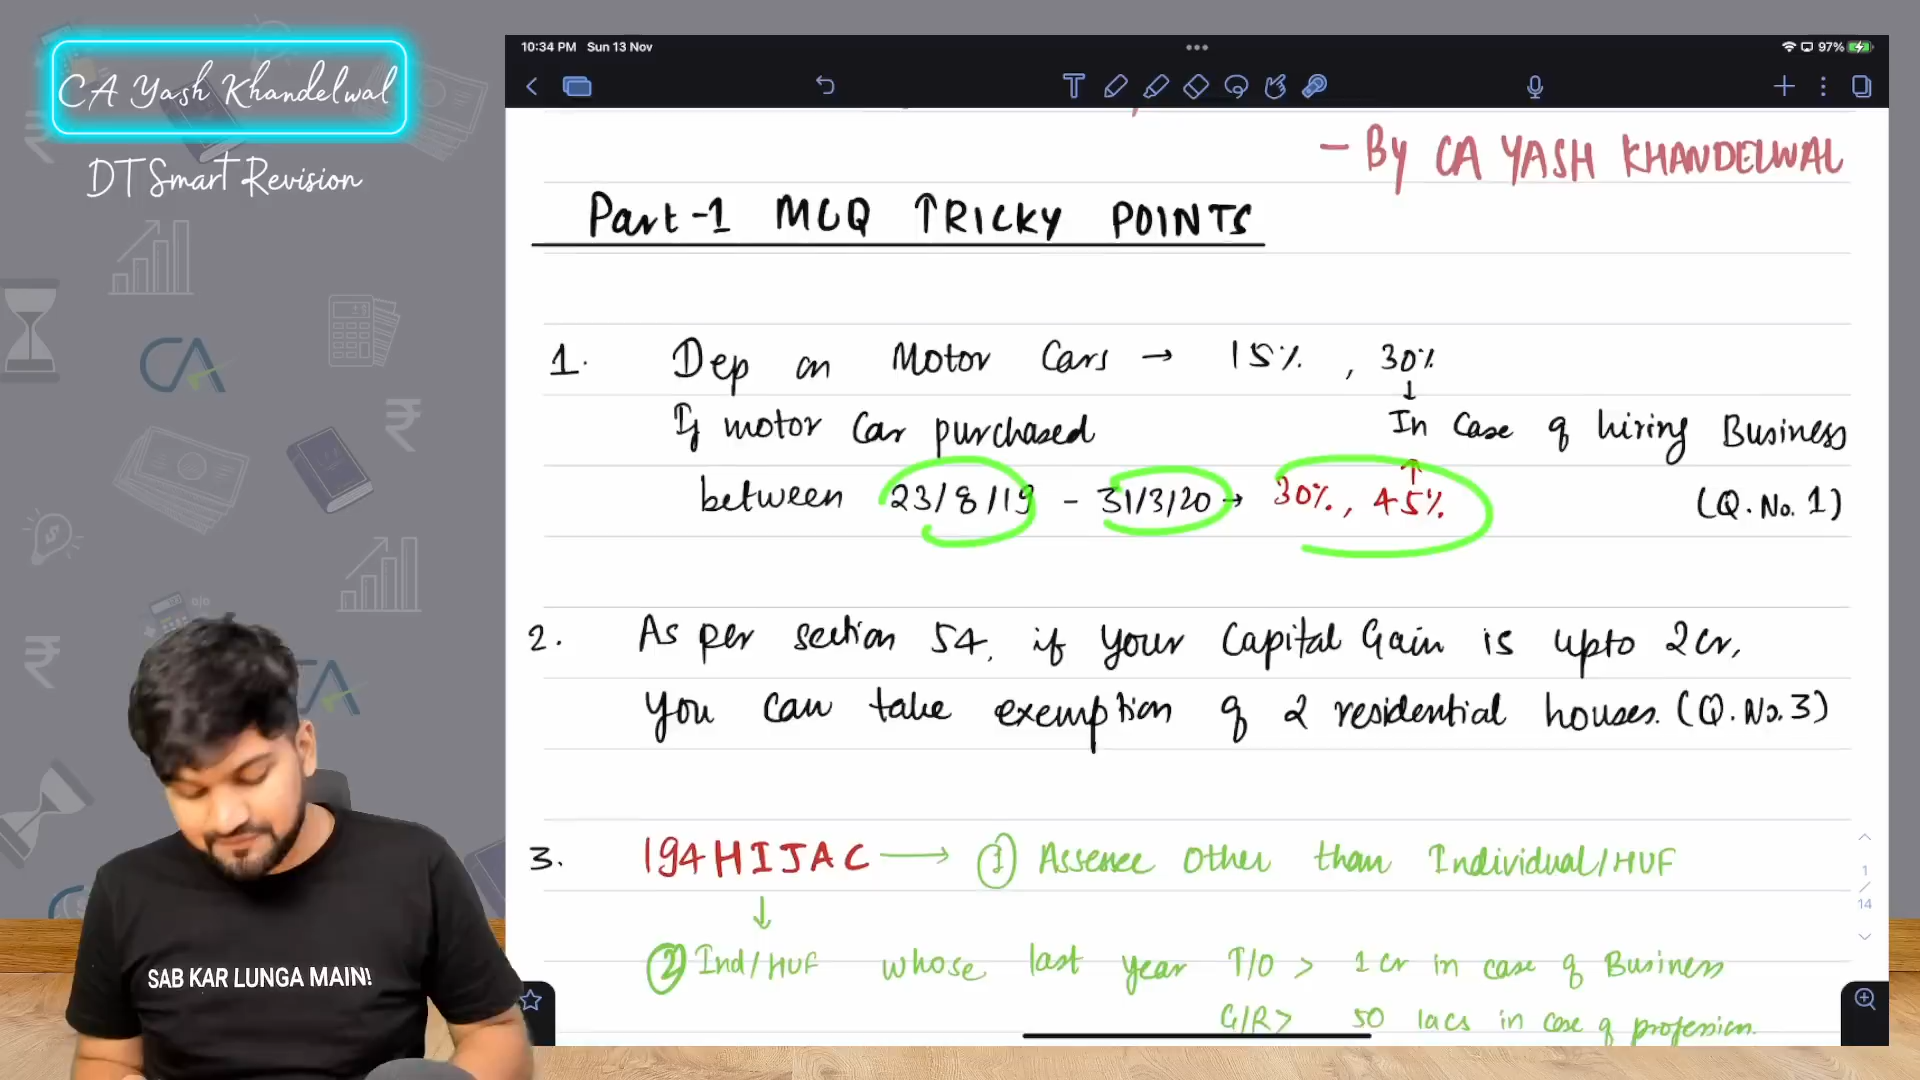 CA Yash Khandelwal
DT Smart Revision
10:34 PM Sun 13 Nov
97%
- By CA YASH KHANDELWAL
Part-1 MCQ TRICKY POINTS
1. Dep on Motor Cars → 15% , 30%
↓
If motor car purchased In case of hiring Business
↑
between 23/8/19 - 31/3/20 → 30%, 45% (Q.No. 1)
2. As per section 54, if your Capital Gain is upto 2cr,
you can take exemption of 2 residential houses. (Q.No.3)
3. 194HIJAC → ① Assesee Other than Individual/HUF
↓
② Ind/HUF whose last year T/O > 1 cr in case of Business
G/R > 50 lacs in case of profession.
1
/
14
CA
CA
SAB KAR LUNGA MAIN!